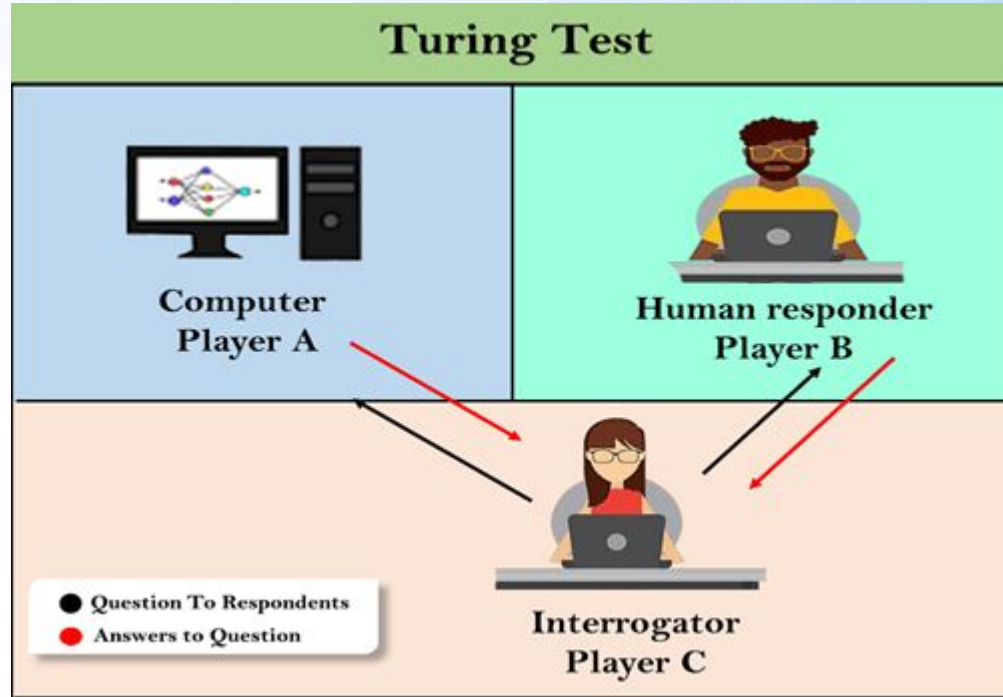 Turing Test
Computer
Player A
Human responder
Player B
Interrogator
Player C
Question To Respondents
Answers to Question